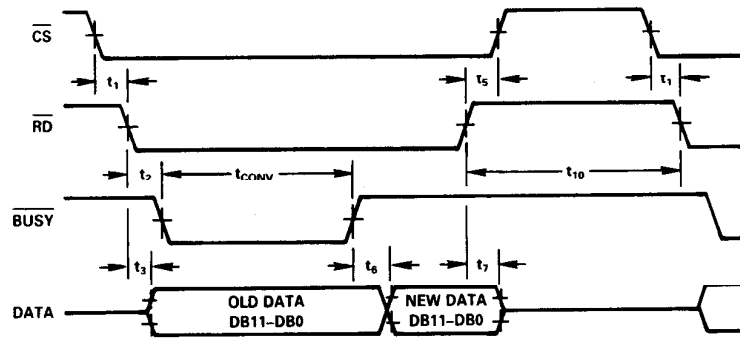 CS
t1 t5 t1
RD
t2 tCONV t10
BUSY
t3 t6 t7
DATA OLD DATA DB11–DB0 NEW DATA DB11–DB0